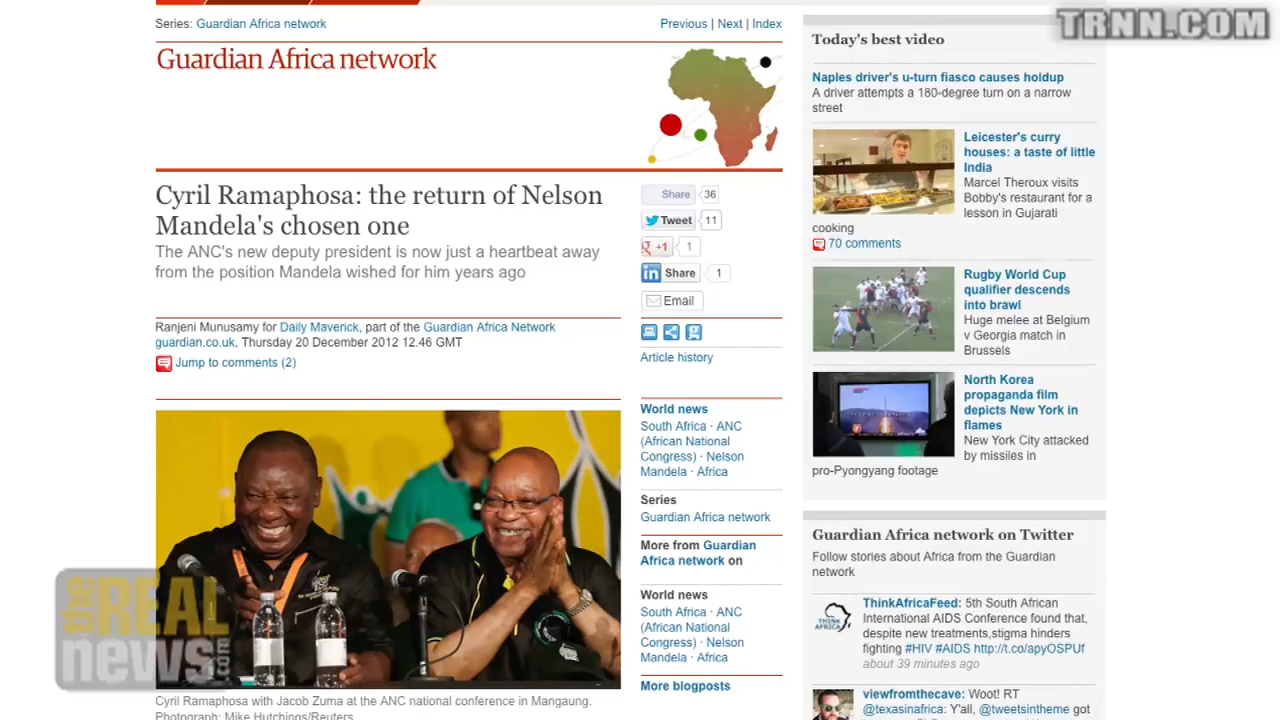 TRNN.COM
Series: Guardian Africa network
Previous | Next | Index
Guardian Africa network
Cyril Ramaphosa: the return of Nelson
Mandela's chosen one
The ANC's new deputy president is now just a heartbeat away
from the position Mandela wished for him years ago
Ranjeni Munusamy for Daily Maverick, part of the Guardian Africa Network
guardian.co.uk, Thursday 20 December 2012 12.46 GMT
Jump to comments (2)
Cyril Ramaphosa with Jacob Zuma at the ANC national conference in Mangaung.
Photograph: Mike Hutchings/Reuters
the REAL
news.com
Share 36
Tweet 11
g +1 1
in Share 1
Email
Article history
World news
South Africa · ANC
(African National
Congress) · Nelson
Mandela · Africa
Series
Guardian Africa network
More from Guardian
Africa network on
World news
South Africa · ANC
(African National
Congress) · Nelson
Mandela · Africa
More blogposts
Today's best video
Naples driver's u-turn fiasco causes holdup
A driver attempts a 180-degree turn on a narrow
street
Leicester's curry
houses: a taste of little
India
Marcel Theroux visits
Bobby's restaurant for a
lesson in Gujarati
cooking
70 comments
Rugby World Cup
qualifier descends
into brawl
Huge melee at Belgium
v Georgia match in
Brussels
North Korea
propaganda film
depicts New York in
flames
New York City attacked
by missiles in
pro-Pyongyang footage
Guardian Africa network on Twitter
Follow stories about Africa from the Guardian
network
THINK
AFRICA
ThinkAfricaFeed: 5th South African
International AIDS Conference found that,
despite new treatments,stigma hinders
fighting #HIV #AIDS http://t.co/apyOSPUf
about 39 minutes ago
viewfromthecave: Woot! RT
@texasinafrica: Y'all, @tweetsintheme got